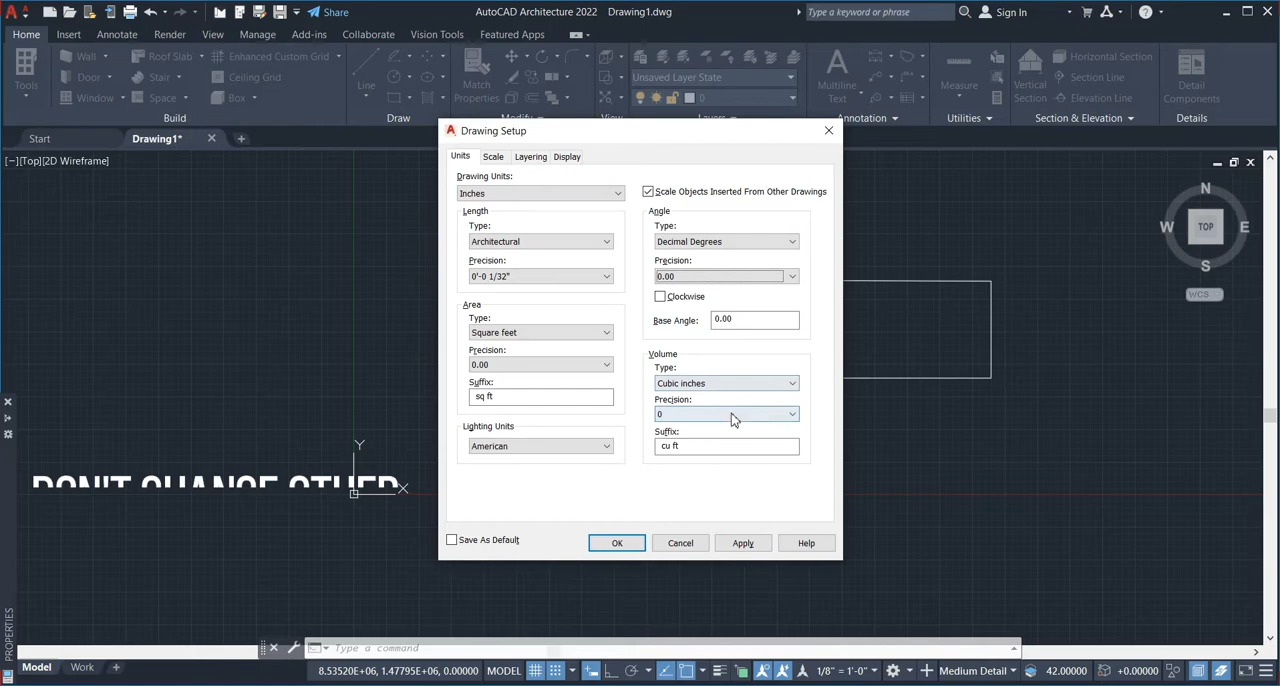 Share
AutoCAD Architecture 2022 Drawing1.dwg
Type a keyword or phrase
Sign In
Home Insert Annotate Render View Manage Add-ins Collaborate Vision Tools Featured Apps
Tools
Wall
Door
Window
Roof Slab
Stair
Space
Enhanced Custom Grid
Ceiling Grid
Box
Build
Line
Draw
Match
Properties
Modify
View
Unsaved Layer State
0
Layers
Multiline
Text
Annotation
Measure
Utilities
Vertical
Section
Horizontal Section
Section Line
Elevation Line
Section & Elevation
Detail
Components
Details
Start
Drawing1*
[−][Top][2D Wireframe]
N
W
TOP
E
S
WCS
Drawing Setup
Units Scale Layering Display
Drawing Units:
Inches
Length
Type:
Architectural
Precision:
0'-0 1/32"
Area
Type:
Square feet
Precision:
0.00
Suffix:
sq ft
Lighting Units
American
Scale Objects Inserted From Other Drawings
Angle
Type:
Decimal Degrees
Precision:
0.00
Clockwise
Base Angle: 0.00
Volume
Type:
Cubic inches
Precision:
0
Suffix:
cu ft
Save As Default
OK Cancel Apply Help
Y
X
DON'T CHANGE OTHER
PROPERTIES
Type a command
Model Work
8.53520E+06, 1.47795E+06, 0.00000 MODEL
1/8" = 1'-0"
Medium Detail
42.00000
+0.00000